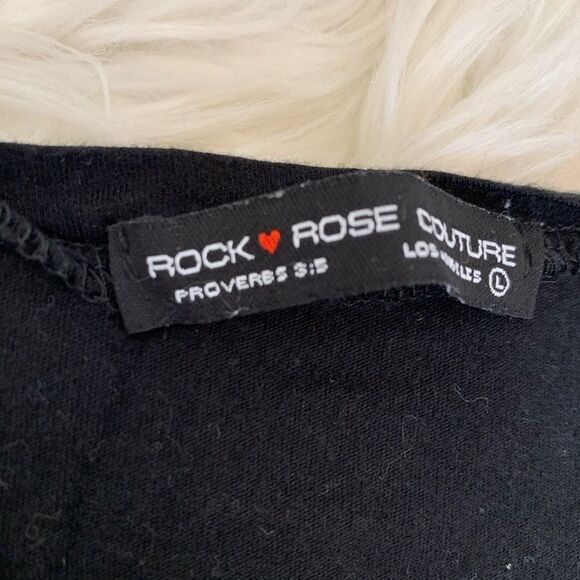 ROCK ♥ ROSE COUTURE
PROVERBS 3:5 LOS ANGELES L